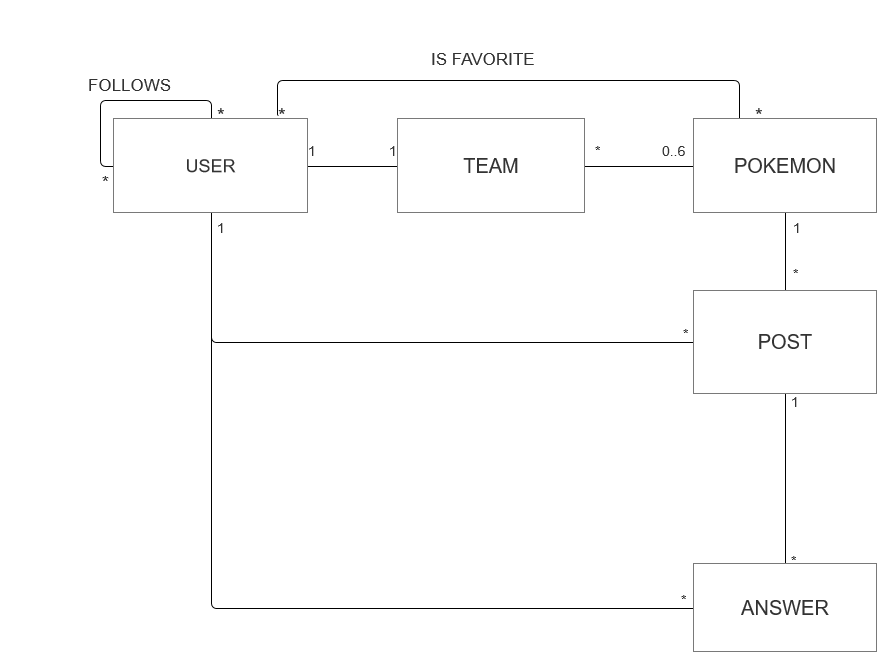 IS FAVORITE
FOLLOWS
*
*
*
USER
1
1
TEAM
*
0..6
POKEMON
*
1
1
*
*
POST
1
*
*
ANSWER